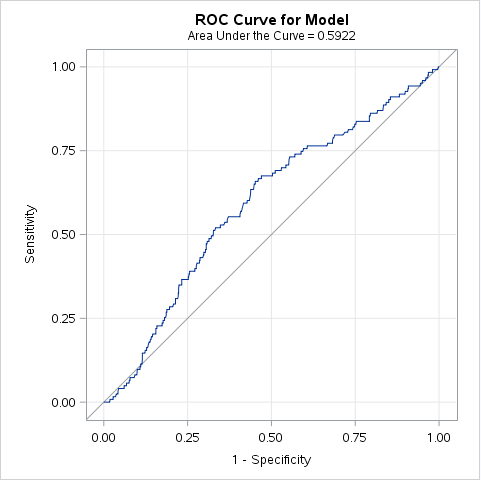 ROC Curve for Model
Area Under the Curve = 0.5922
1.00
0.75
0.50
0.25
0.00
Sensitivity
0.00 0.25 0.50 0.75 1.00
1 - Specificity